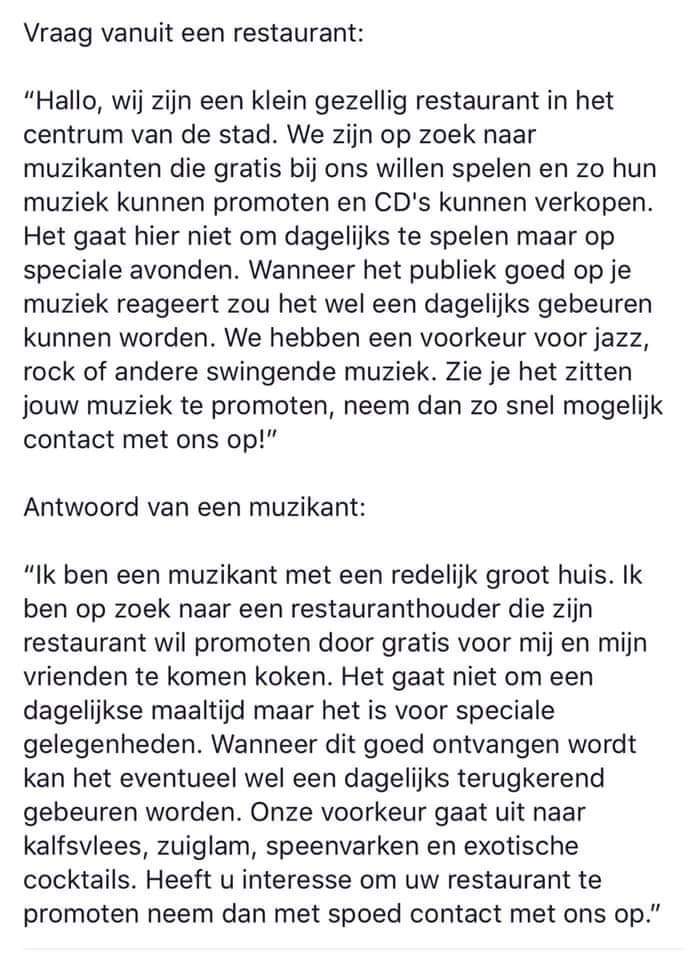 Vraag vanuit een restaurant:
“Hallo, wij zijn een klein gezellig restaurant in het
centrum van de stad. We zijn op zoek naar
muzikanten die gratis bij ons willen spelen en zo hun
muziek kunnen promoten en CD's kunnen verkopen.
Het gaat hier niet om dagelijks te spelen maar op
speciale avonden. Wanneer het publiek goed op je
muziek reageert zou het wel een dagelijks gebeuren
kunnen worden. We hebben een voorkeur voor jazz,
rock of andere swingende muziek. Zie je het zitten
jouw muziek te promoten, neem dan zo snel mogelijk
contact met ons op!”
Antwoord van een muzikant:
“Ik ben een muzikant met een redelijk groot huis. Ik
ben op zoek naar een restauranthouder die zijn
restaurant wil promoten door gratis voor mij en mijn
vrienden te komen koken. Het gaat niet om een
dagelijkse maaltijd maar het is voor speciale
gelegenheden. Wanneer dit goed ontvangen wordt
kan het eventueel wel een dagelijks terugkerend
gebeuren worden. Onze voorkeur gaat uit naar
kalfsvlees, zuiglam, speenvarken en exotische
cocktails. Heeft u interesse om uw restaurant te
promoten neem dan met spoed contact met ons op.”